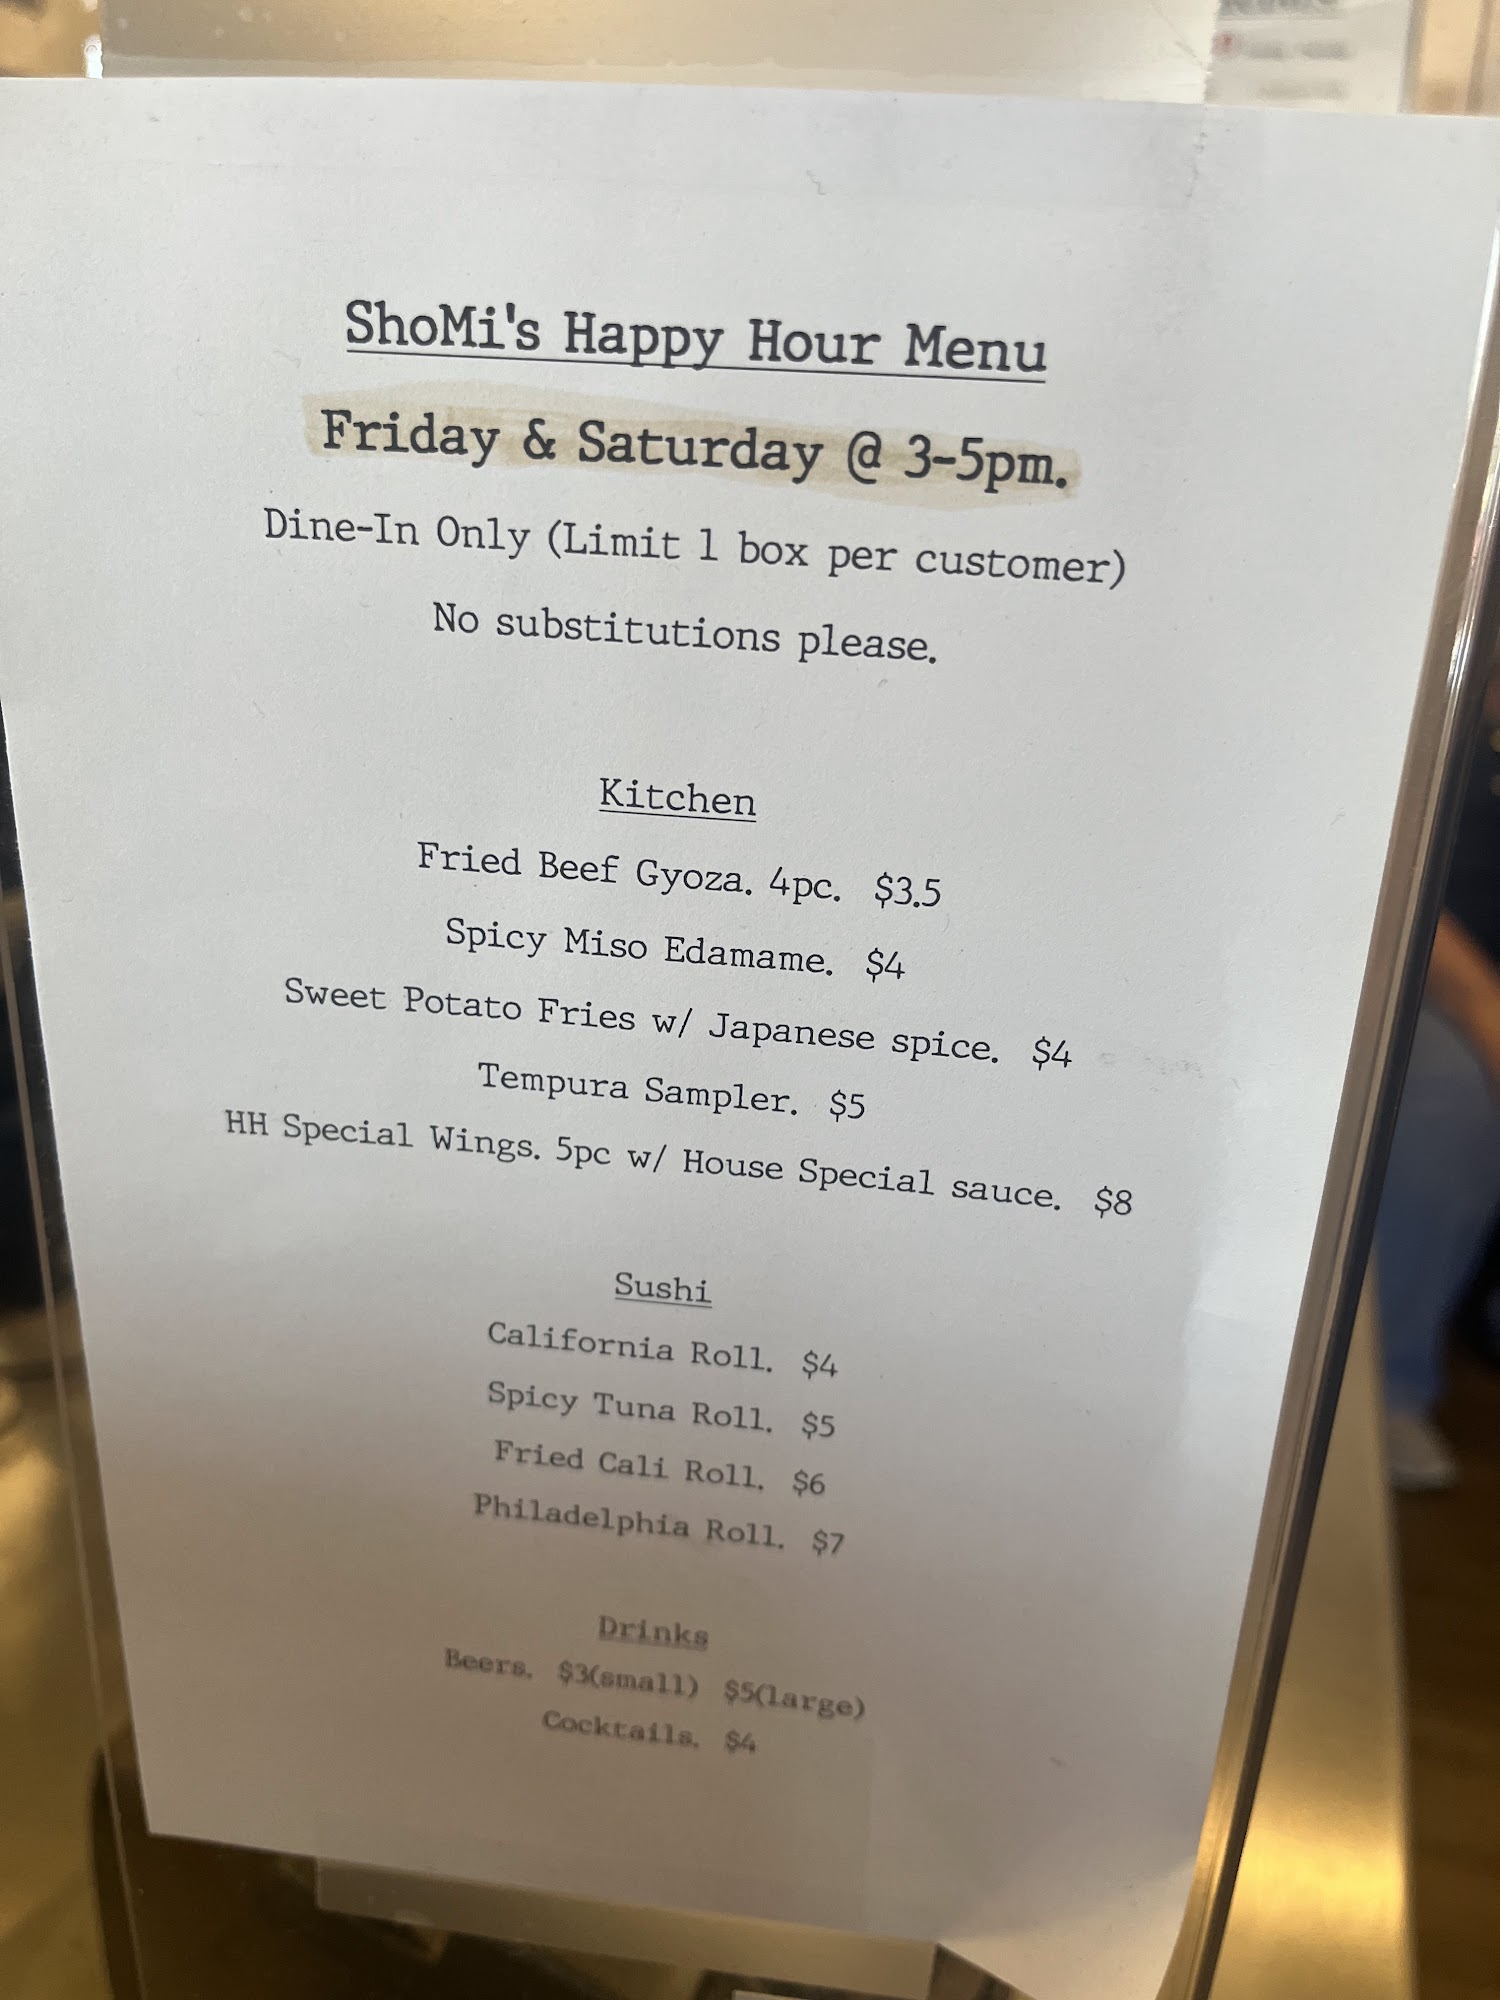 ShoMi's Happy Hour Menu
Friday & Saturday @ 3-5pm.
Dine-In Only (Limit 1 box per customer)
No substitutions please.
Kitchen
Fried Beef Gyoza. 4pc. $3.5
Spicy Miso Edamame. $4
Sweet Potato Fries w/ Japanese spice. $4
Tempura Sampler. $5
HH Special Wings. 5pc w/ House Special sauce. $8
Sushi
California Roll. $4
Spicy Tuna Roll. $5
Fried Cali Roll. $6
Philadelphia Roll. $7
Drinks
Beers. $3(small) $5(large)
Cocktails. $4